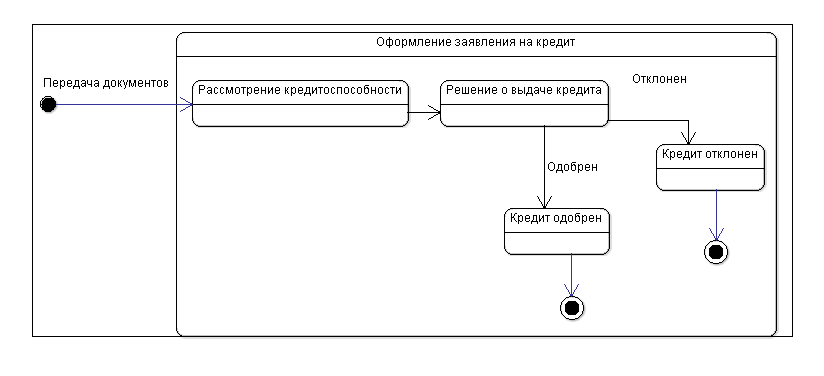 Оформление заявления на кредит
Передача документов
Рассмотрение кредитоспособности
Решение о выдаче кредита
Отклонен
Кредит отклонен
Одобрен
Кредит одобрен